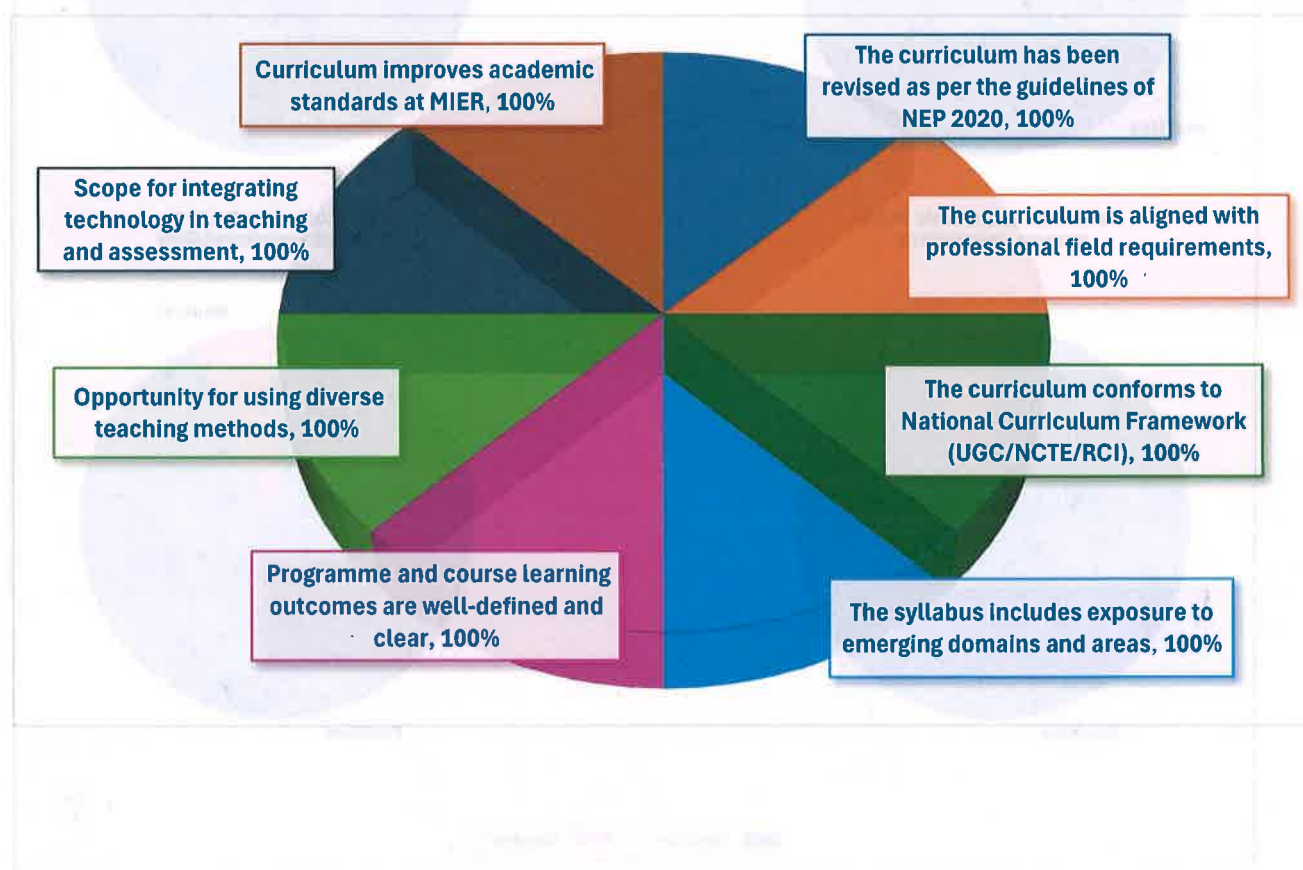 Curriculum improves academic
standards at MIER, 100%
The curriculum has been
revised as per the guidelines of
NEP 2020, 100%
Scope for integrating
technology in teaching
and assessment, 100%
The curriculum is aligned with
professional field requirements,
100%
Opportunity for using diverse
teaching methods, 100%
The curriculum conforms to
National Curriculum Framework
(UGC/NCTE/RCI), 100%
Programme and course learning
outcomes are well-defined and
clear, 100%
The syllabus includes exposure to
emerging domains and areas, 100%